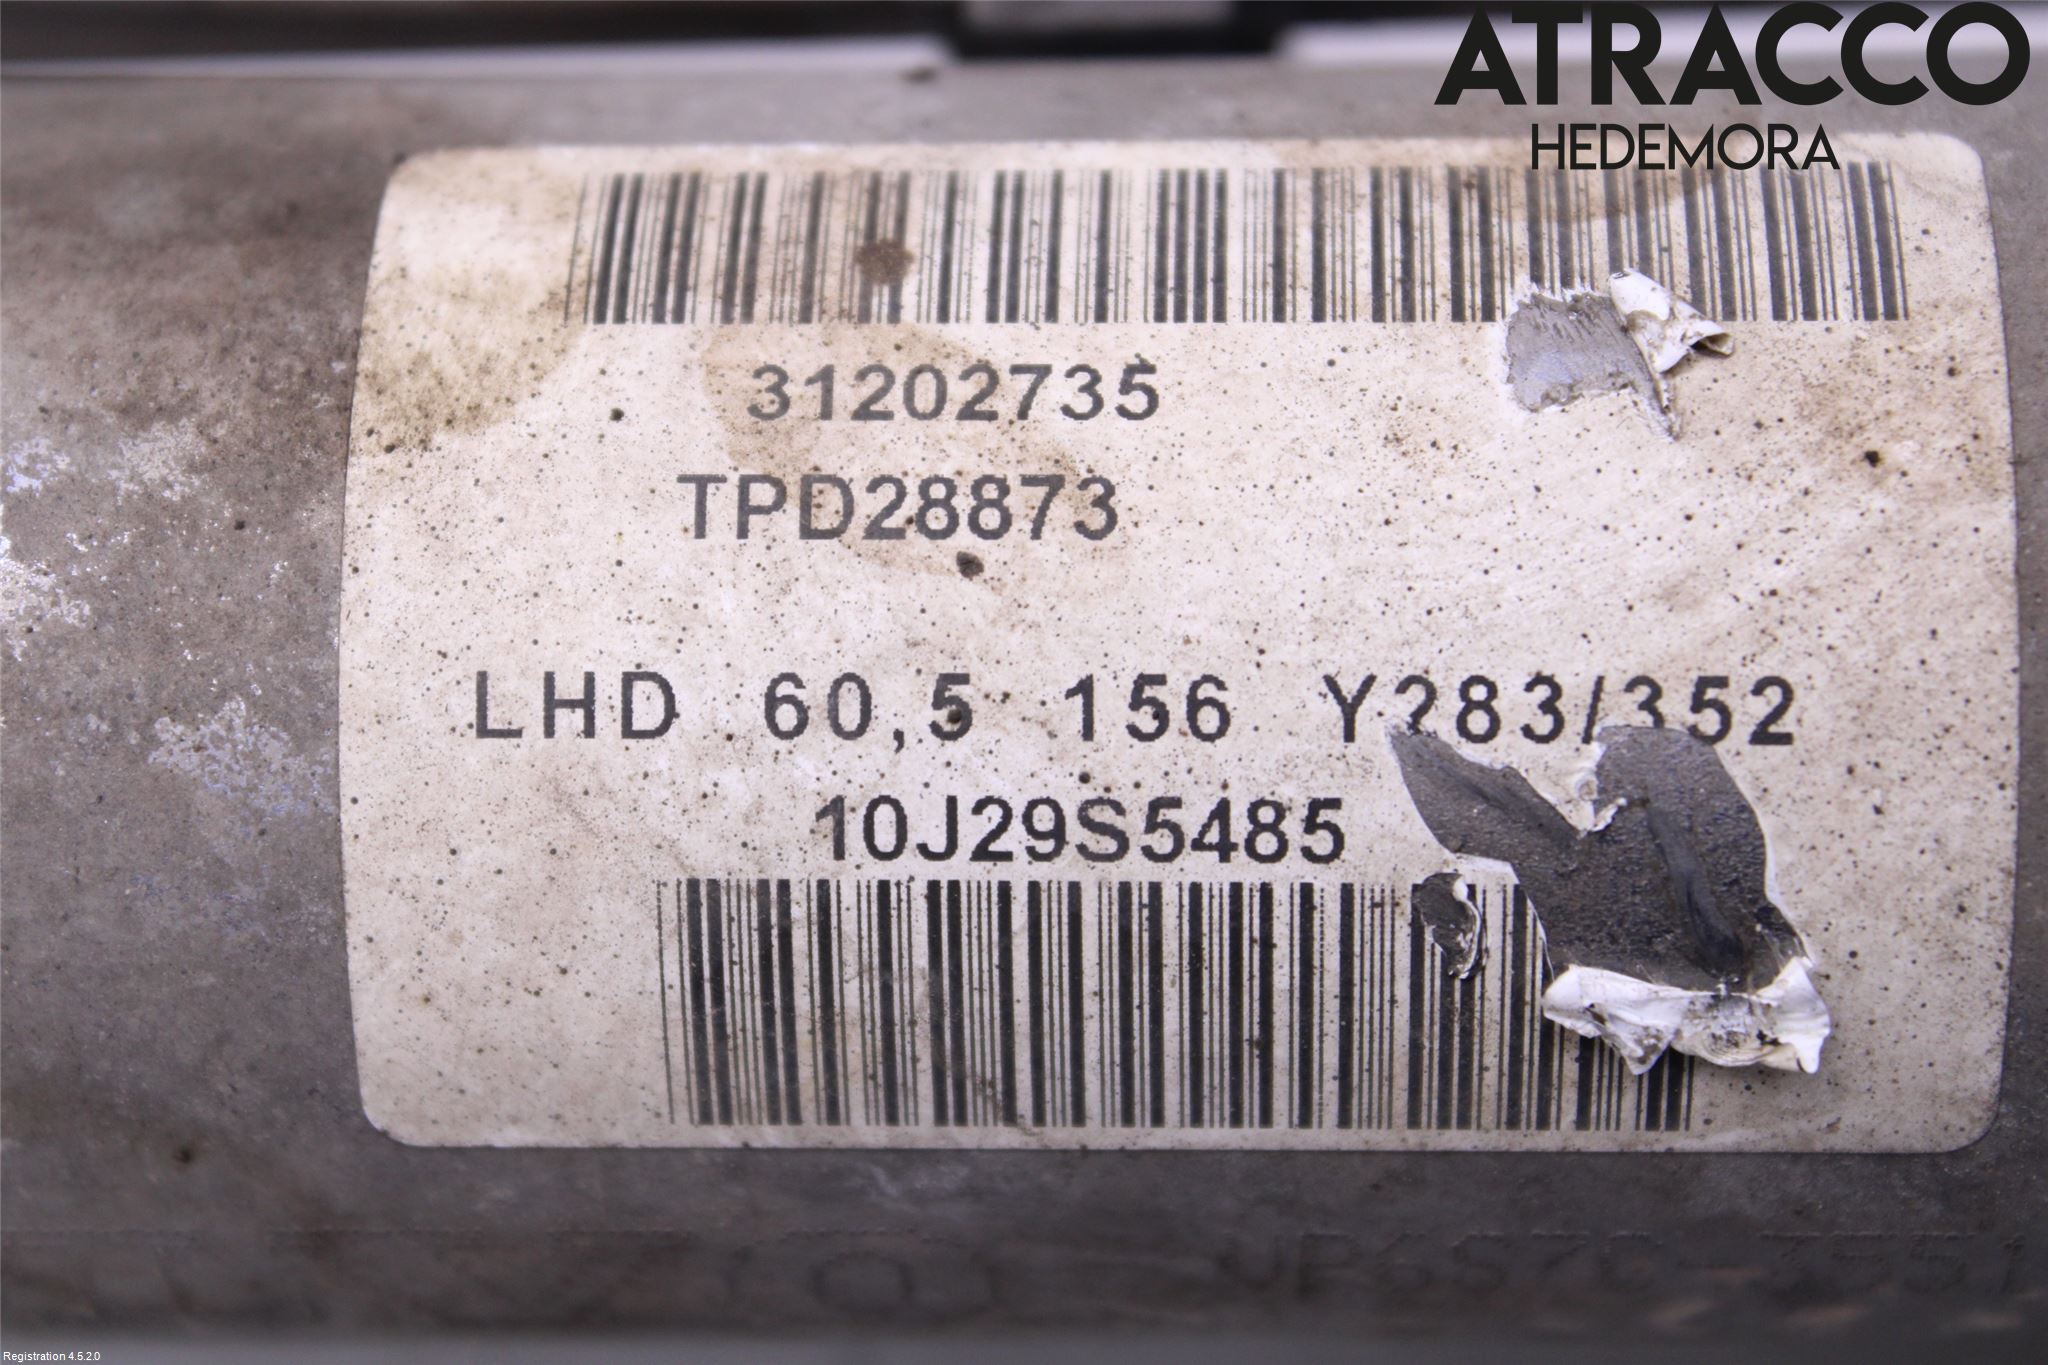 ATRACCO
HEDEMORA
31202735
TPD28873
LHD 60,5 156 Y283/352
10J29S5485
Registration 4.5.2.0